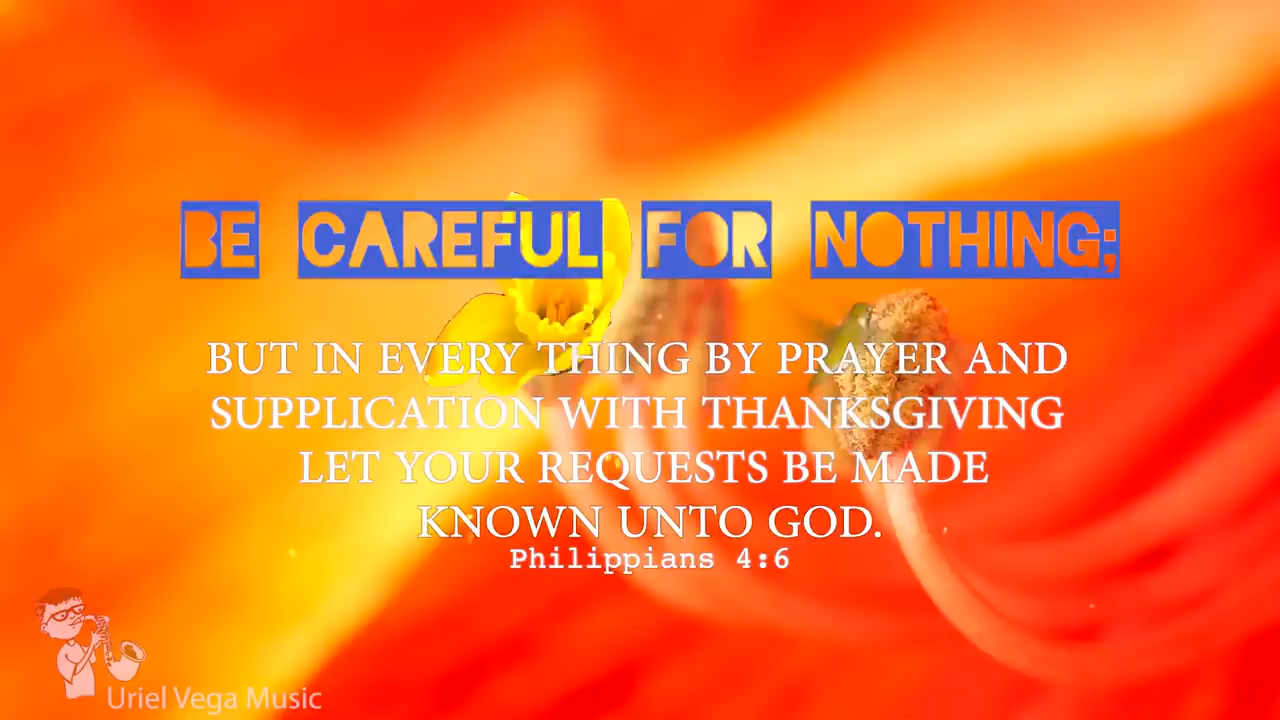 BE CAREFUL FOR NOTHING;
BUT IN EVERY THING BY PRAYER AND
SUPPLICATION WITH THANKSGIVING
LET YOUR REQUESTS BE MADE
KNOWN UNTO GOD.
Philippians 4:6
Uriel Vega Music